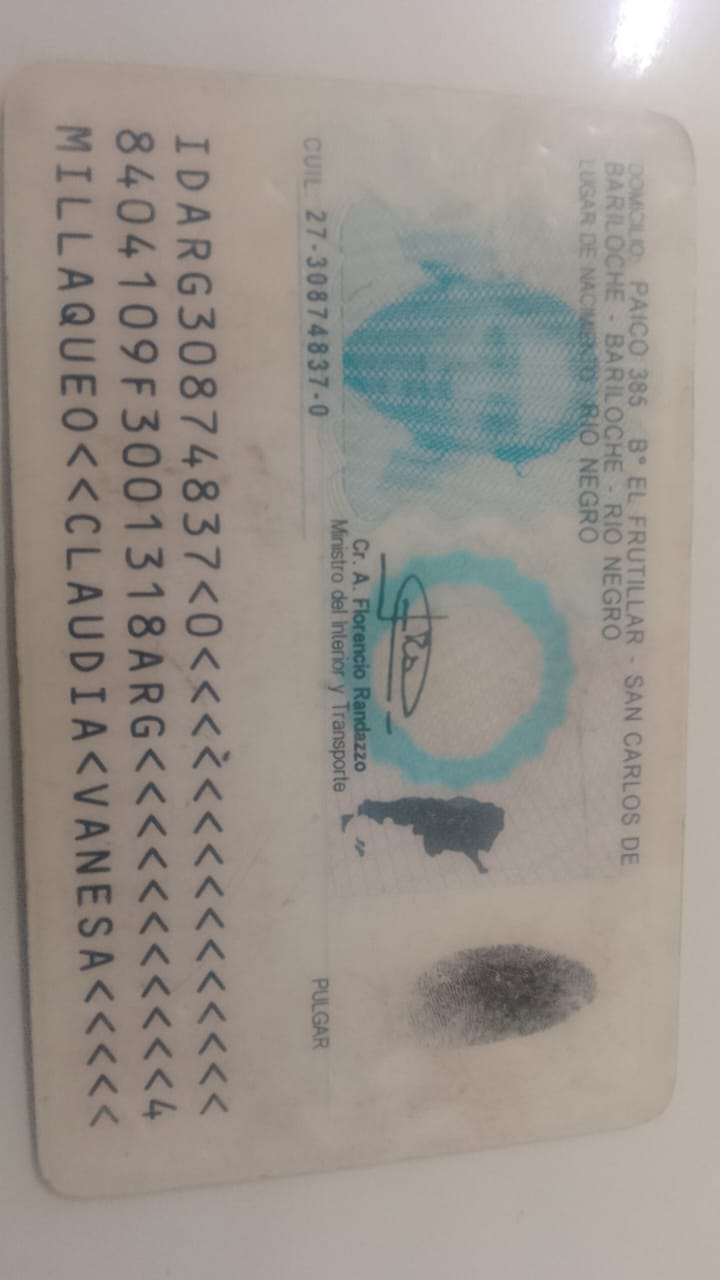 DOMICILIO: PAICO 385 B° EL FRUTILLAR - SAN CARLOS DE
BARILOCHE - BARILOCHE - RIO NEGRO
LUGAR DE NACIMIENTO: RIO NEGRO
Cr. A. Florencio Randazzo
Ministro del Interior y Transporte
PULGAR
CUIL: 27-30874837-0
IDARG30874837<0<<<<<<<<<<<<<<<
8404109F3001318ARG<<<<<<<<<<<4
MILLAQUEO<<CLAUDIA<VANESA<<<<<